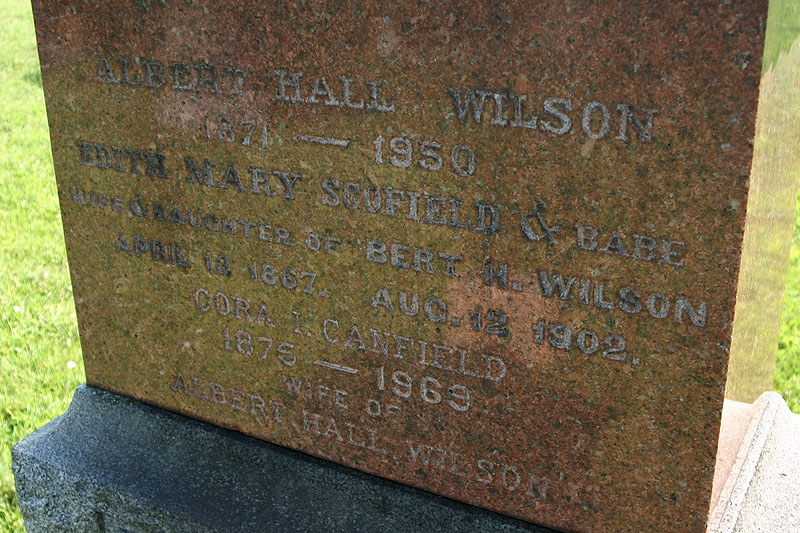 ALBERT HALL WILSON
1871 — 1950
EDITH MARY SCOFIELD & BABE
WIFE & DAUGHTER OF BERT H. WILSON
APRIL 13 1867. AUG. 12, 1902.
CORA I. CANFIELD
1875 — 1969
WIFE OF
ALBERT HALL WILSON